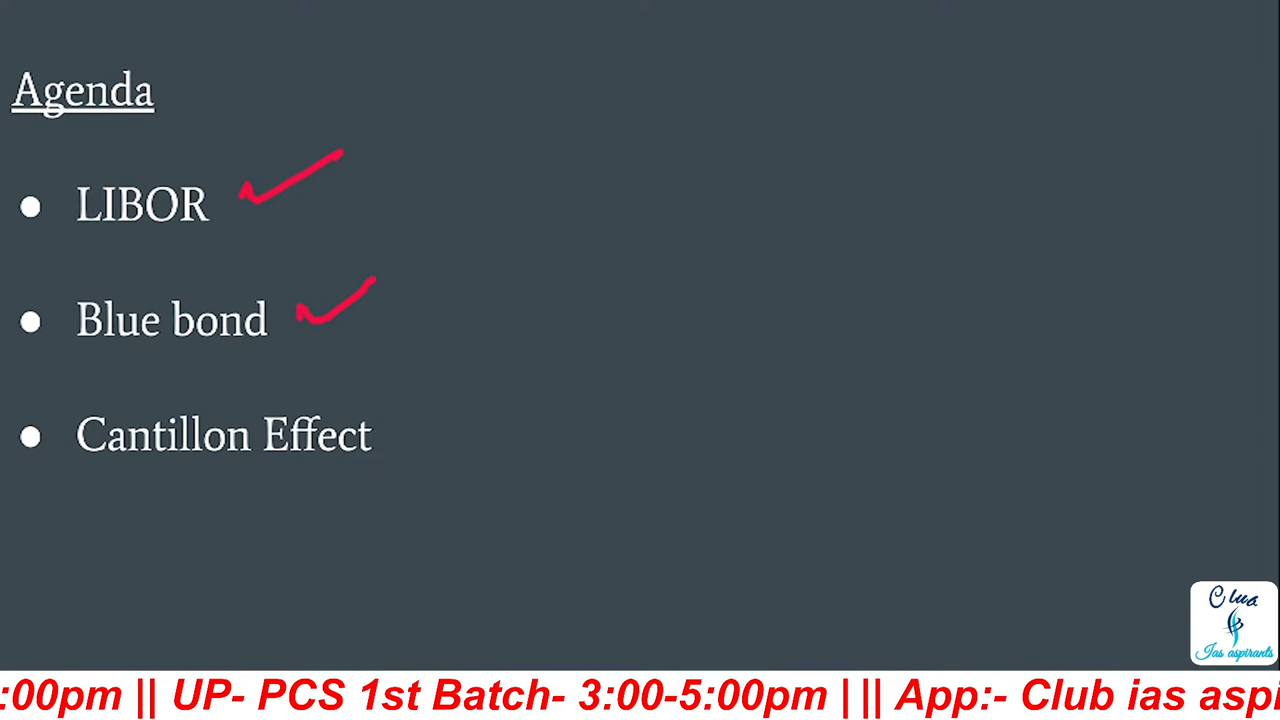 Agenda
● LIBOR
● Blue bond
● Cantillon Effect
Club
Ias aspirants
:00pm || UP- PCS 1st Batch- 3:00-5:00pm | || App:- Club ias aspi